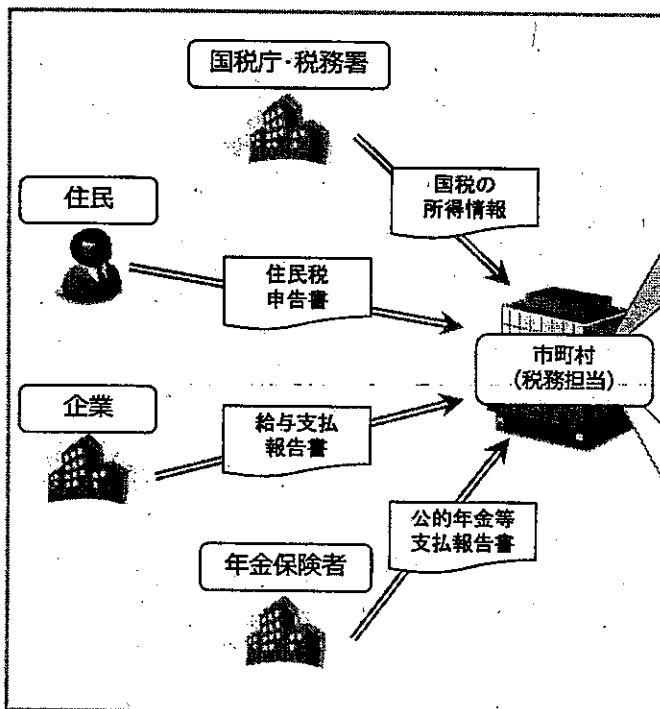 国税庁・税務署
国税の
所得情報
住民
住民税
申告書
市町村
(税務担当)
企業
給与支払
報告書
公的年金等
支払報告書
年金保険者